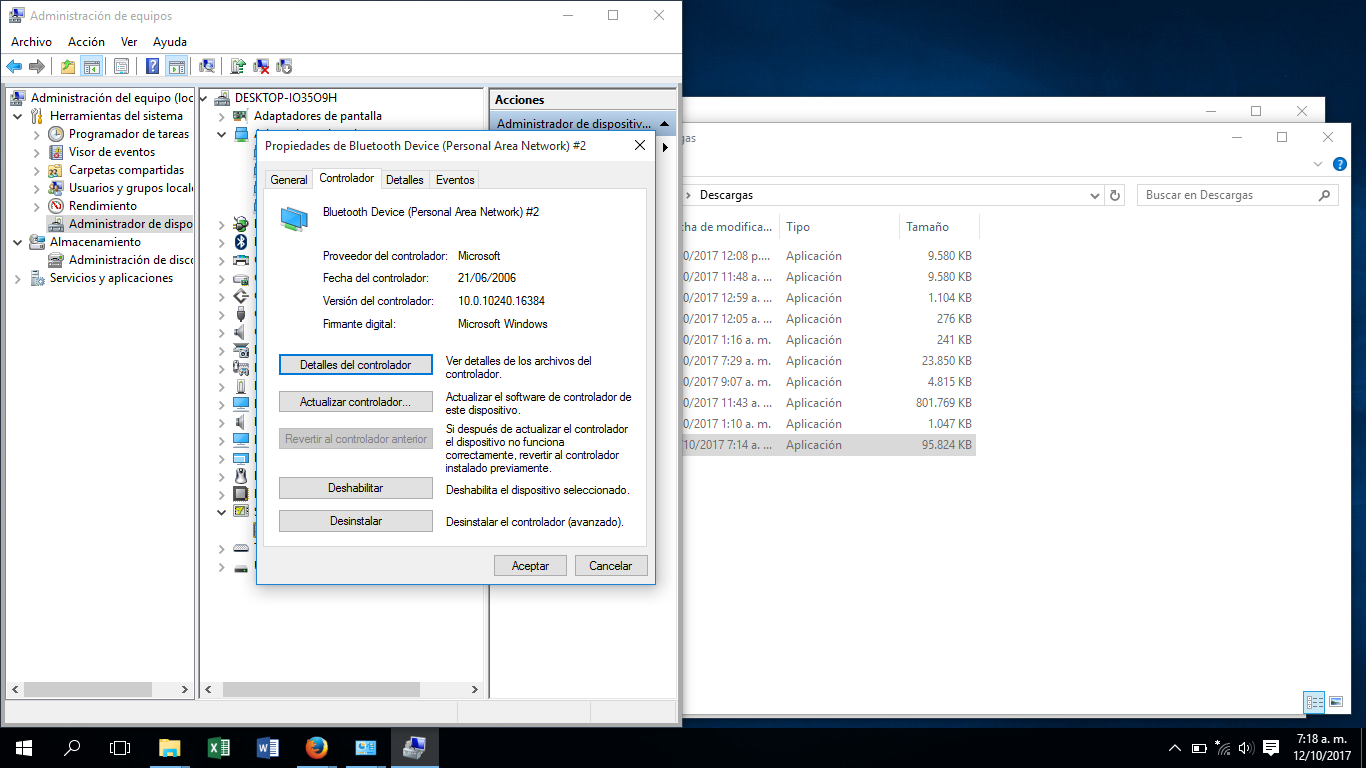 Administración de equipos
Archivo Acción Ver Ayuda
Administración del equipo (loc
Herramientas del sistema
Programador de tareas
Visor de eventos
Carpetas compartidas
Usuarios y grupos locale
Rendimiento
Administrador de dispo
Almacenamiento
Administración de disco
Servicios y aplicaciones
DESKTOP-IO35O9H
Adaptadores de pantalla
Acciones
Administrador de dispositiv...
Propiedades de Bluetooth Device (Personal Area Network) #2
General Controlador Detalles Eventos
Bluetooth Device (Personal Area Network) #2
Proveedor del controlador: Microsoft
Fecha del controlador: 21/06/2006
Versión del controlador: 10.0.10240.16384
Firmante digital: Microsoft Windows
Detalles del controlador
Ver detalles de los archivos del
controlador.
Actualizar controlador...
Actualizar el software de controlador de
este dispositivo.
Revertir al controlador anterior
Si después de actualizar el controlador
el dispositivo no funciona
correctamente, revertir al controlador
instalado previamente.
Deshabilitar
Deshabilita el dispositivo seleccionado.
Desinstalar
Desinstalar el controlador (avanzado).
Aceptar Cancelar
gas
Descargas
Buscar en Descargas
ha de modifica... Tipo Tamaño
0/2017 12:08 p.... Aplicación 9.580 KB
0/2017 11:48 a. ... Aplicación 9.580 KB
0/2017 12:59 a. ... Aplicación 1.104 KB
0/2017 12:05 a. ... Aplicación 276 KB
0/2017 1:16 a. m. Aplicación 241 KB
0/2017 7:29 a. m. Aplicación 23.850 KB
0/2017 9:07 a. m. Aplicación 4.815 KB
0/2017 11:43 a. ... Aplicación 801.769 KB
0/2017 1:10 a. m. Aplicación 1.047 KB
/10/2017 7:14 a. ... Aplicación 95.824 KB
7:18 a. m.
12/10/2017